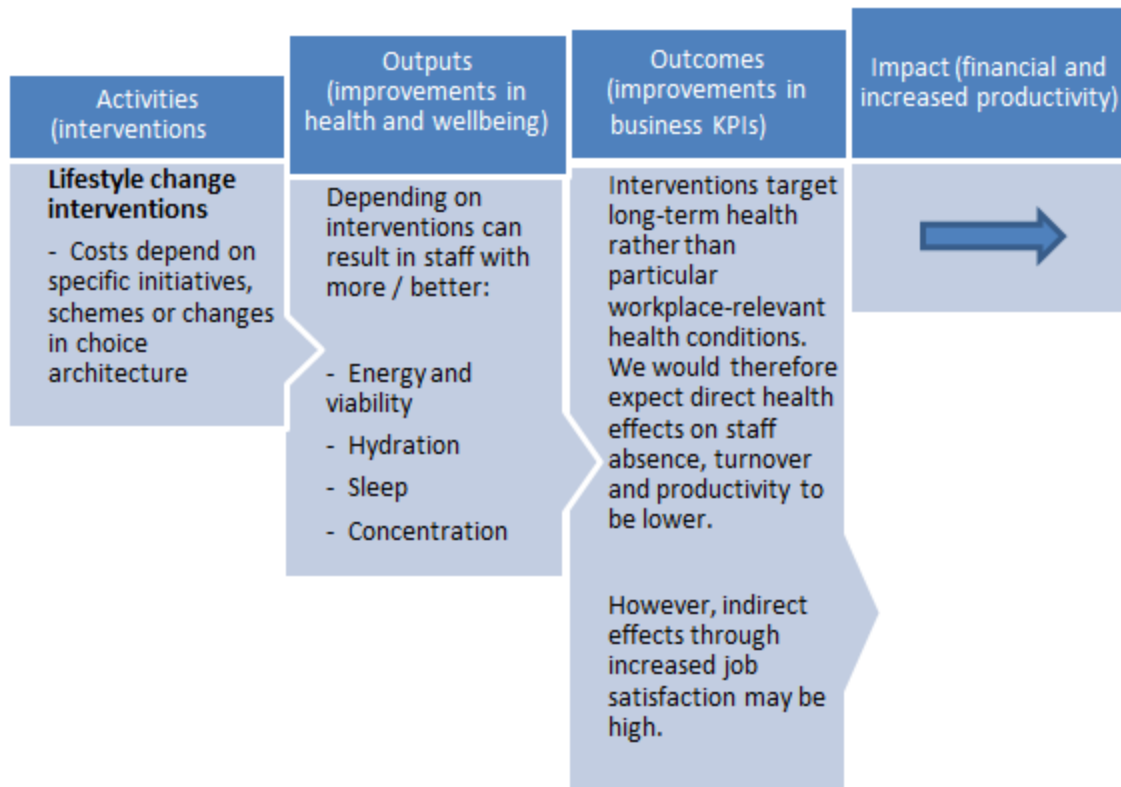 Activities
(interventions
Lifestyle change
interventions
- Costs depend on
specific initiatives,
schemes or changes
in choice
architecture
Outputs
(improvements in
health and wellbeing)
Depending on
interventions can
result in staff with
more / better:
- Energy and
viability
- Hydration
- Sleep
- Concentration
Outcomes
(improvements in
business KPIs)
Interventions target
long-term health
rather than
particular
workplace-relevant
health conditions.
We would therefore
expect direct health
effects on staff
absence, turnover
and productivity to
be lower.
However, indirect
effects through
increased job
satisfaction may be
high.
Impact (financial and
increased productivity)